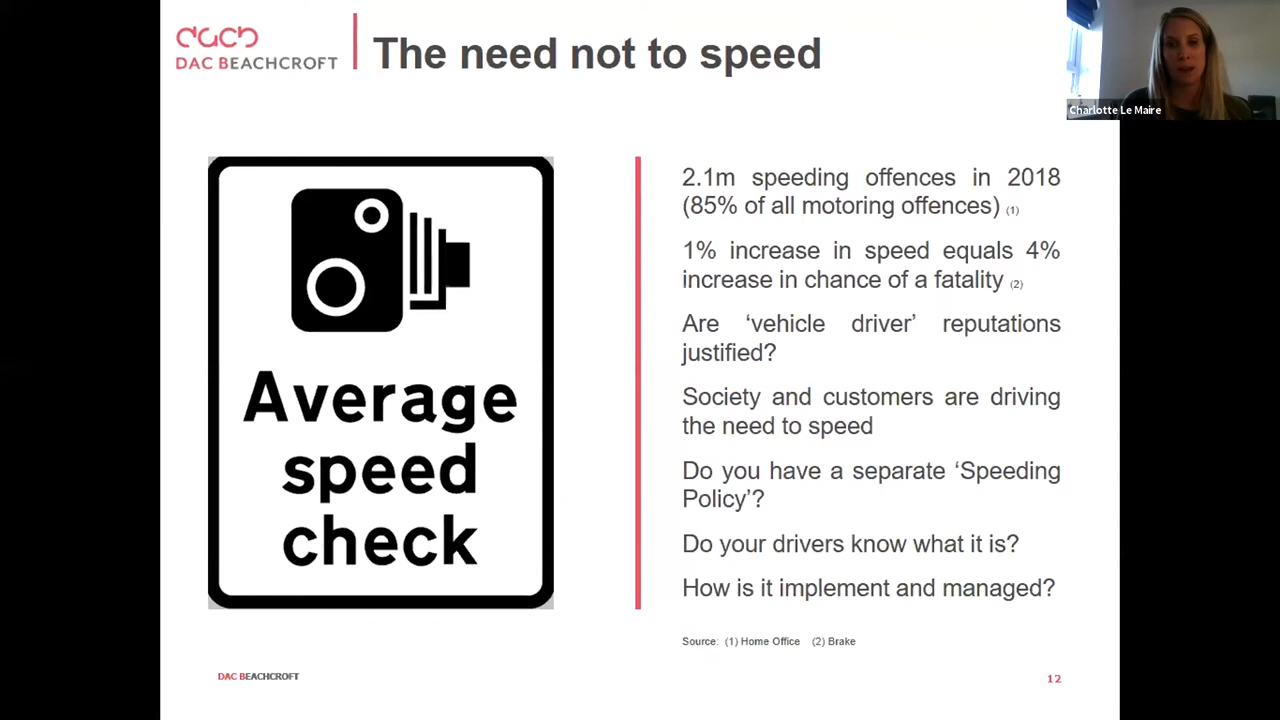 DAC BEACHCROFT
The need not to speed
Charlotte Le Maire
Average
speed
check
2.1m speeding offences in 2018
(85% of all motoring offences) (1)
1% increase in speed equals 4%
increase in chance of a fatality (2)
Are ‘vehicle driver’ reputations
justified?
Society and customers are driving
the need to speed
Do you have a separate ‘Speeding
Policy’?
Do your drivers know what it is?
How is it implement and managed?
Source: (1) Home Office (2) Brake
DAC BEACHCROFT
12